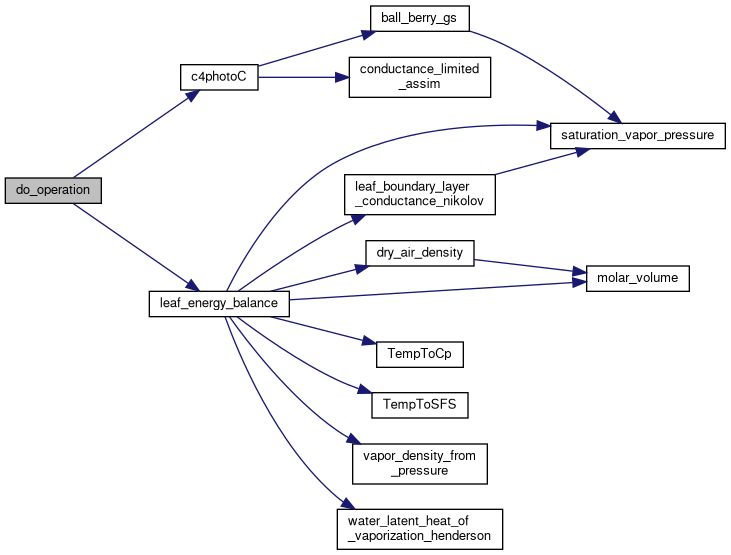 ball_berry_gs
c4photoC
conductance_limited
_assim
saturation_vapor_pressure
do_operation
leaf_boundary_layer
_conductance_nikolov
dry_air_density
molar_volume
leaf_energy_balance
TempToCp
TempToSFS
vapor_density_from
_pressure
water_latent_heat_of
_vaporization_henderson